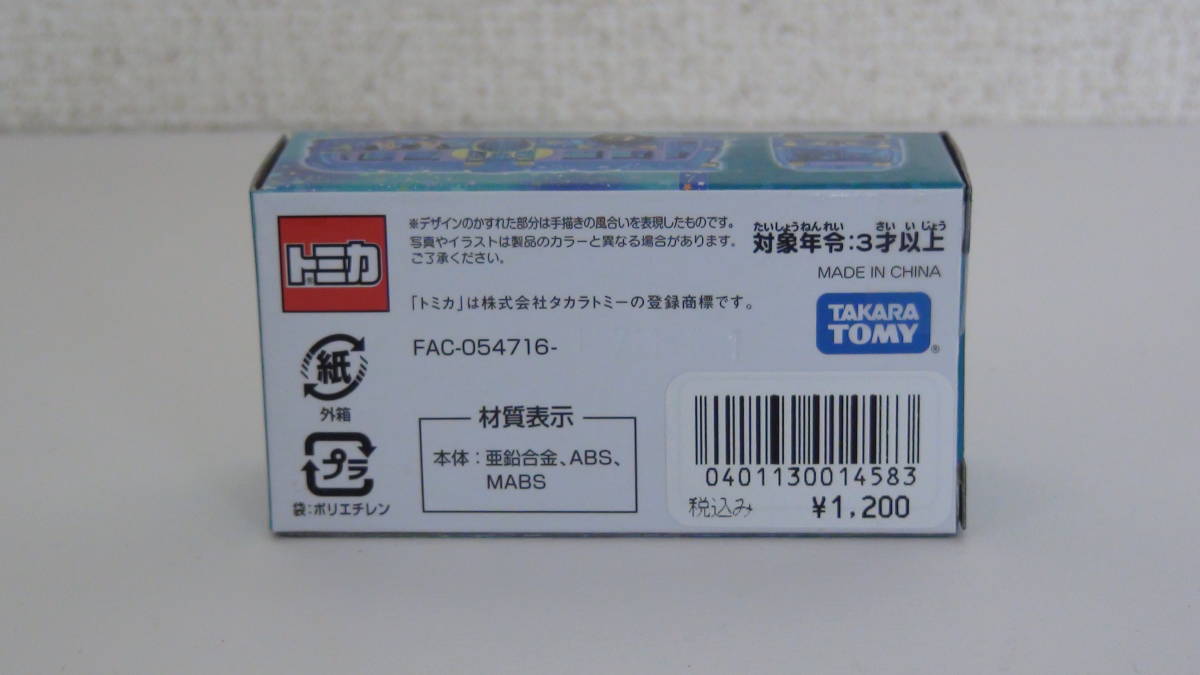 トミカ
※デザインのかすれた部分は手描きの風合いを表現したものです。
写真やイラストは製品のカラーと異なる場合があります。
ご了承ください。
「トミカ」は株式会社タカラトミーの登録商標です。
FAC-054716-
たいしょうねんれい さい いじょう
対象年令:3才以上
MADE IN CHINA
TAKARA
TOMY
紙
外箱
プラ
袋:ポリエチレン
材質表示
本体:亜鉛合金、ABS、
MABS
0401130014583
税込み ¥1,200